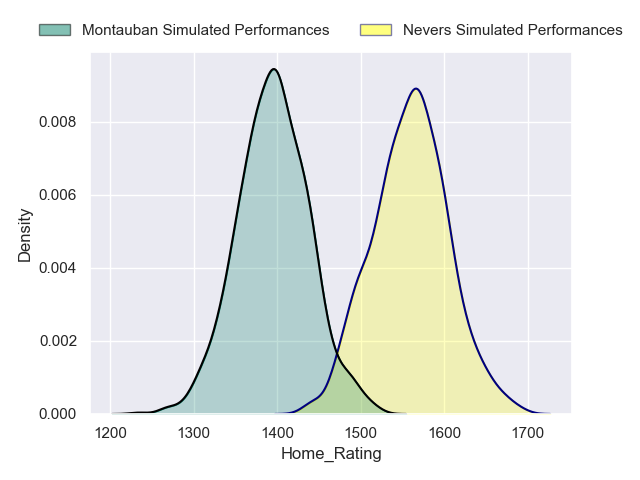 Montauban Simulated Performances Nevers Simulated Performances
0.008
0.006
0.004
0.002
0.000
Density
1200 1300 1400 1500 1600 1700
Home_Rating